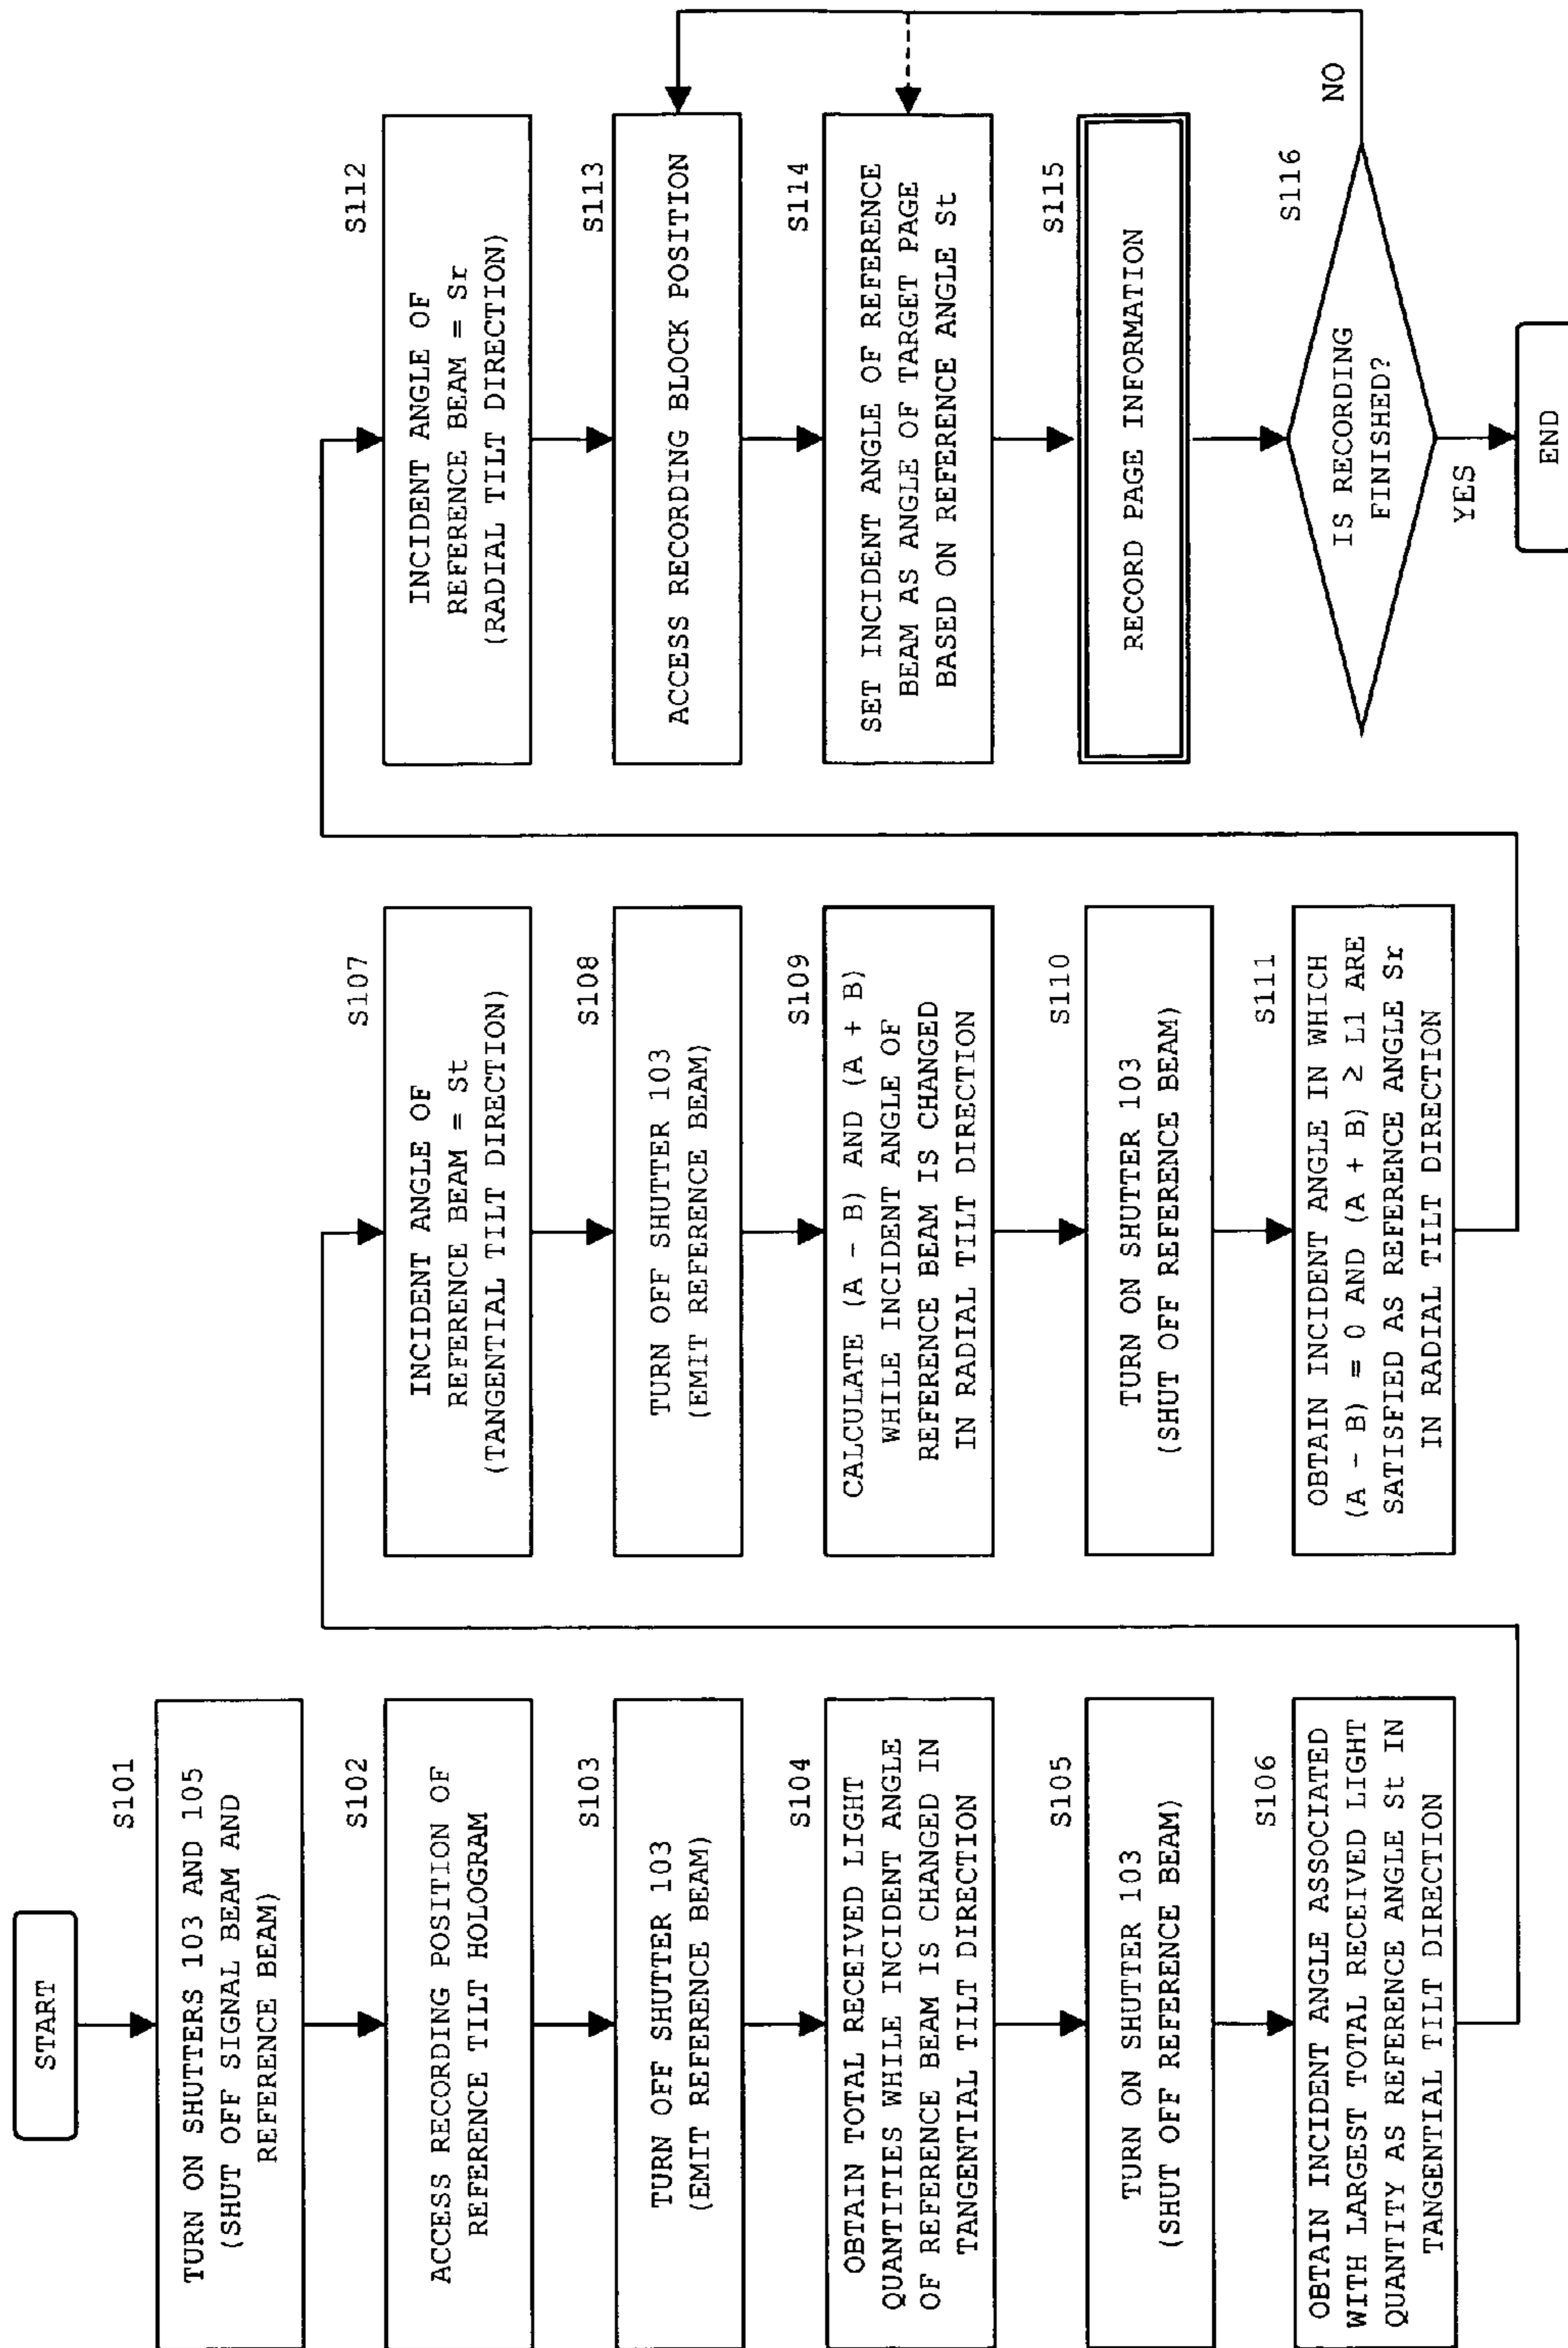 START
S101
TURN ON SHUTTERS 103 AND 105
(SHUT OFF SIGNAL BEAM AND
REFERENCE BEAM)
S102
ACCESS RECORDING POSITION OF
REFERENCE TILT HOLOGRAM
S103
TURN OFF SHUTTER 103
(EMIT REFERENCE BEAM)
S104
OBTAIN TOTAL RECEIVED LIGHT
QUANTITIES WHILE INCIDENT ANGLE
OF REFERENCE BEAM IS CHANGED IN
TANGENTIAL TILT DIRECTION
S105
TURN ON SHUTTER 103
(SHUT OFF REFERENCE BEAM)
S106
OBTAIN INCIDENT ANGLE ASSOCIATED
WITH LARGEST TOTAL RECEIVED LIGHT
QUANTITY AS REFERENCE ANGLE St IN
TANGENTIAL TILT DIRECTION
S107
INCIDENT ANGLE OF
REFERENCE BEAM = St
(TANGENTIAL TILT DIRECTION)
S108
TURN OFF SHUTTER 103
(EMIT REFERENCE BEAM)
S109
CALCULATE (A - B) AND (A + B)
WHILE INCIDENT ANGLE OF
REFERENCE BEAM IS CHANGED
IN RADIAL TILT DIRECTION
S110
TURN ON SHUTTER 103
(SHUT OFF REFERENCE BEAM)
S111
OBTAIN INCIDENT ANGLE IN WHICH
(A - B) = 0 AND (A + B) ≥ L1 ARE
SATISFIED AS REFERENCE ANGLE Sr
IN RADIAL TILT DIRECTION
S112
INCIDENT ANGLE OF
REFERENCE BEAM = Sr
(RADIAL TILT DIRECTION)
S113
ACCESS RECORDING BLOCK POSITION
S114
SET INCIDENT ANGLE OF REFERENCE
BEAM AS ANGLE OF TARGET PAGE
BASED ON REFERENCE ANGLE St
S115
RECORD PAGE INFORMATION
S116
IS RECORDING
FINISHED?
NO
YES
END